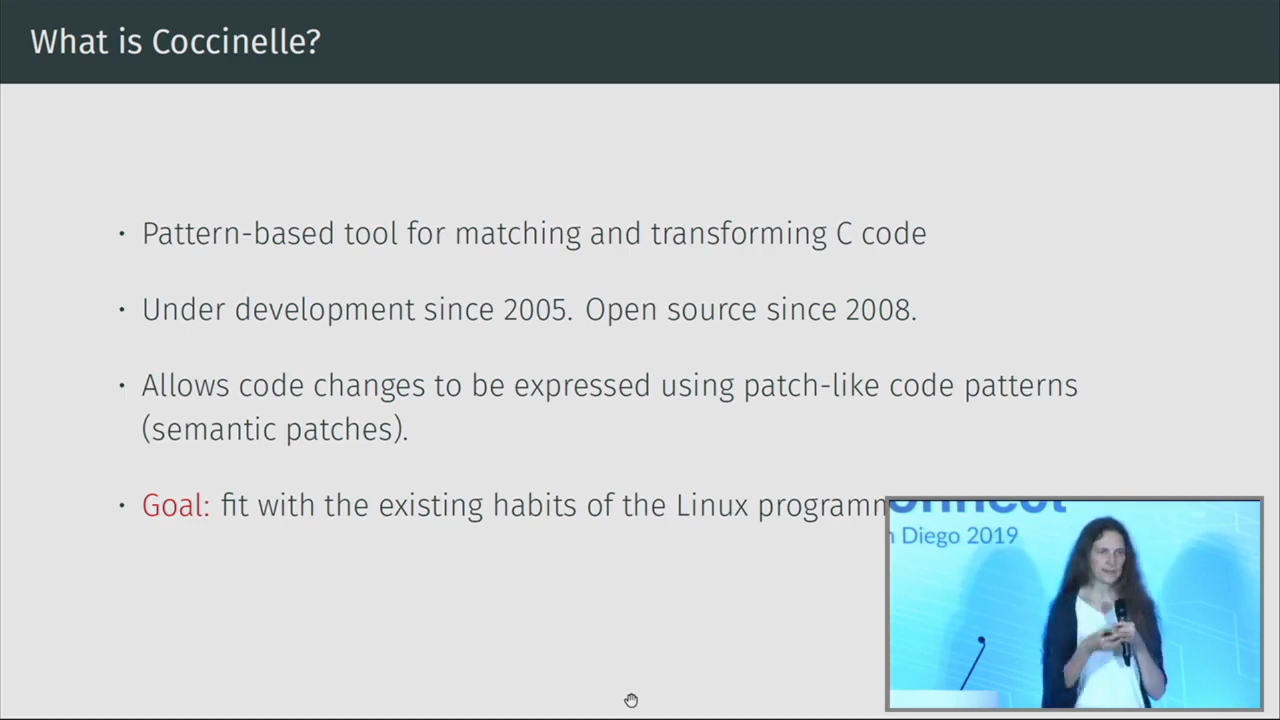 What is Coccinelle?
• Pattern-based tool for matching and transforming C code
• Under development since 2005. Open source since 2008.
• Allows code changes to be expressed using patch-like code patterns
(semantic patches).
• Goal: fit with the existing habits of the Linux
Diego 2019